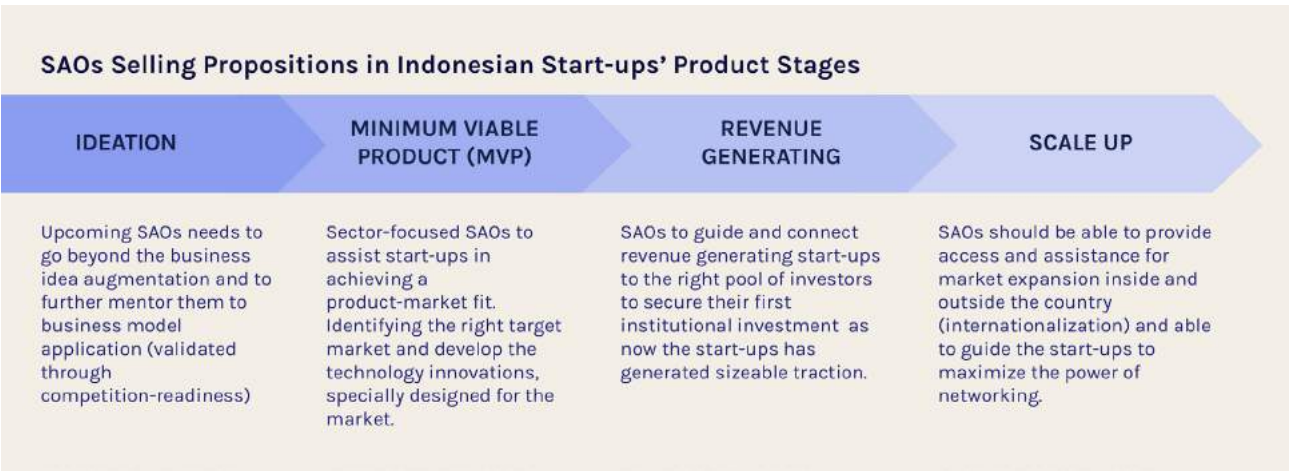 SAOs Selling Propositions in Indonesian Start-ups’ Product Stages
IDEATION
MINIMUM VIABLE
PRODUCT (MVP)
REVENUE
GENERATING
SCALE UP
Upcoming SAOs needs to
go beyond the business
idea augmentation and to
further mentor them to
business model
application (validated
through
competition-readiness)
Sector-focused SAOs to
assist start-ups in
achieving a
product-market fit.
Identifying the right target
market and develop the
technology innovations,
specially designed for the
market.
SAOs to guide and connect
revenue generating start-ups
to the right pool of investors
to secure their first
institutional investment as
now the start-ups has
generated sizeable traction.
SAOs should be able to provide
access and assistance for
market expansion inside and
outside the country
(internationalization) and able
to guide the start-ups to
maximize the power of
networking.